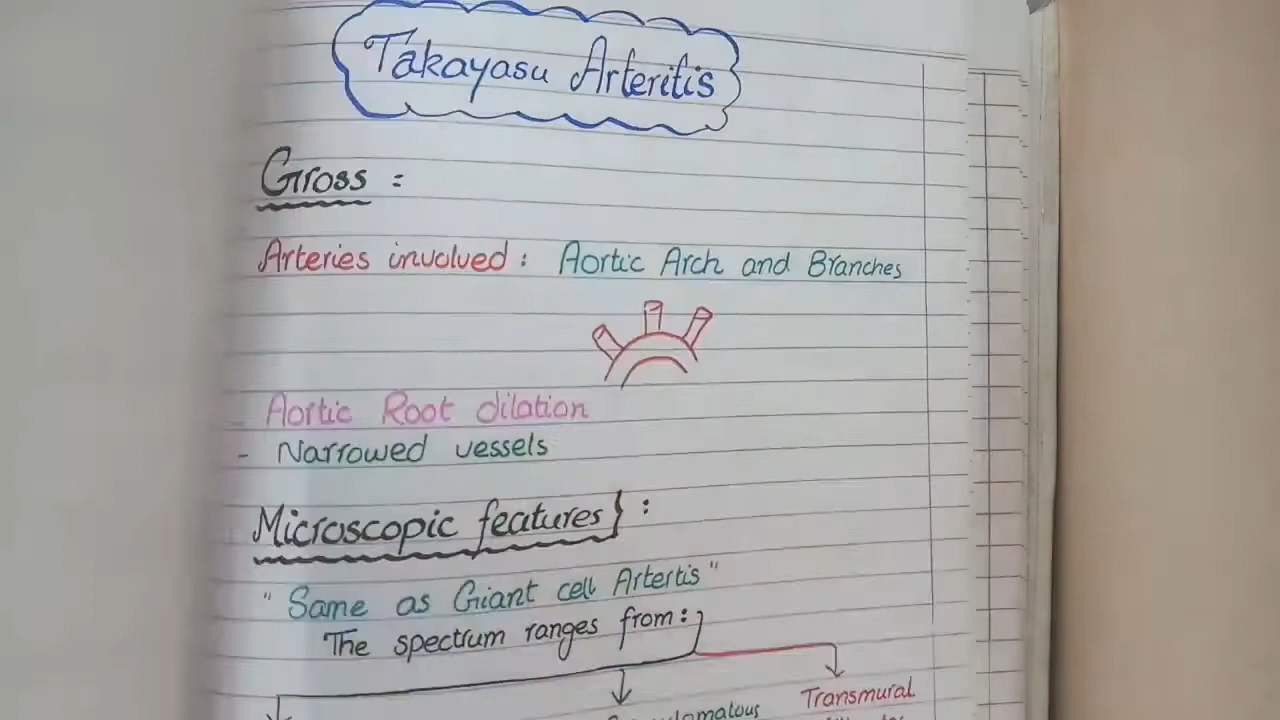 Takayasu Arteritis
Gross :
Arteries involved : Aortic Arch and Branches
- Aortic Root dilation
- Narrowed vessels
Microscopic features} :
" Same as Giant cell Artertis "
The spectrum ranges from :
Transmural